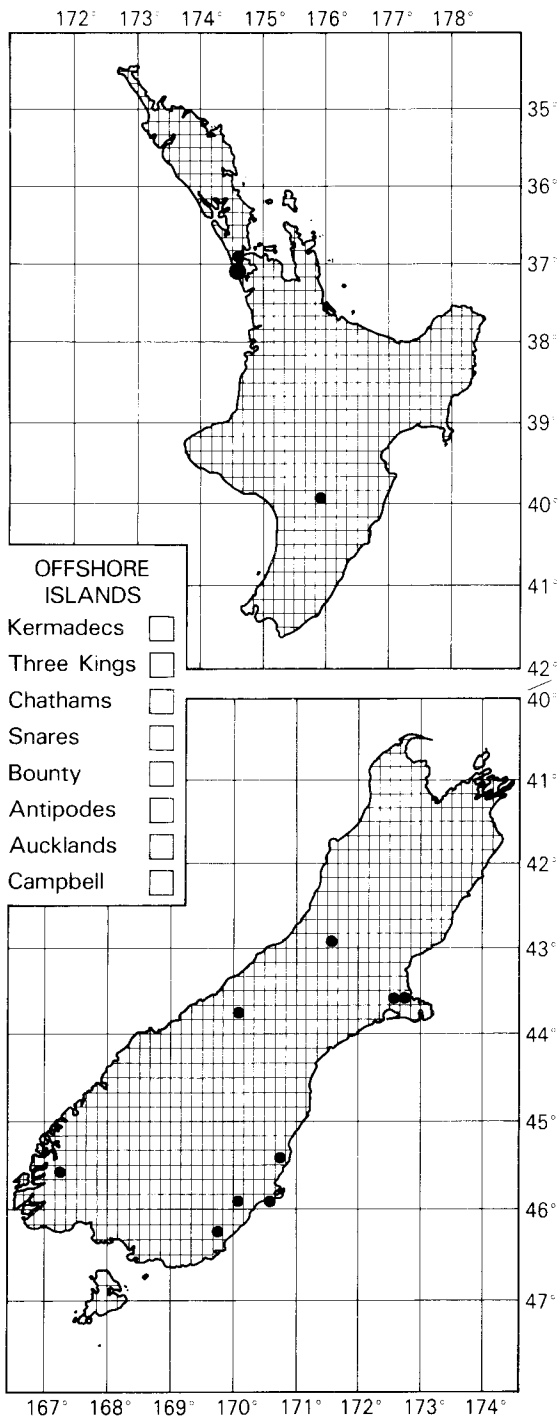 172° 174° 175° 177° 178°
35°
36°
37°
38°
39°
40°
41°
42°
OFFSHORE
ISLANDS
Kermadecs
Three Kings
Chathams
Snares
Bounty
Antipodes
Aucklands
Campbell
40°
41°
42°
43°
44°
45°
46°
47°
167° 168° 169° 170° 171° 172° 173° 174°